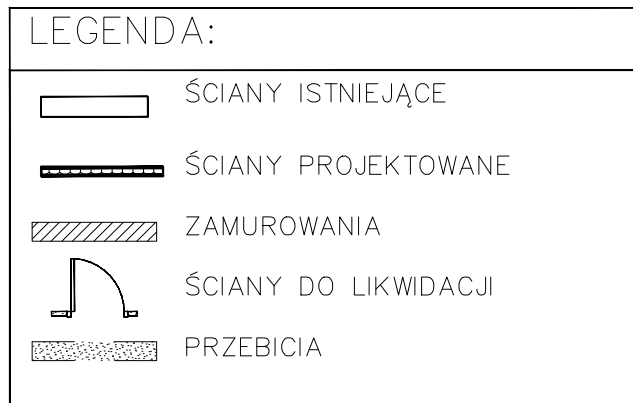 LEGENDA:
ŚCIANY ISTNIEJĄCE
ŚCIANY PROJEKTOWANE
ZAMUROWANIA
ŚCIANY DO LIKWIDACJI
PRZEBICIA